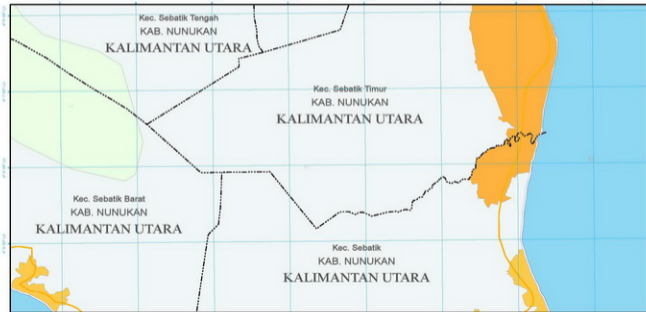 Kec. Sebatik Tengah
KAB. NUNUKAN
KALIMANTAN UTARA
Kec. Sebatik Timur
KAB. NUNUKAN
KALIMANTAN UTARA
Kec. Sebatik Barat
KAB. NUNUKAN
KALIMANTAN UTARA
Kec. Sebatik
KAB. NUNUKAN
KALIMANTAN UTARA